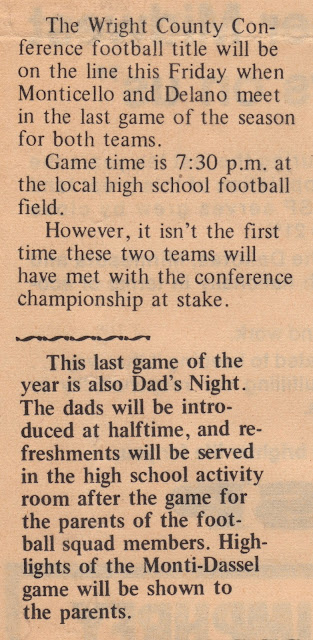 The Wright County Con-
ference football title will be
on the line this Friday when
Monticello and Delano meet
in the last game of the season
for both teams.
Game time is 7:30 p.m. at
the local high school football
field.
However, it isn't the first
time these two teams will
have met with the conference
championship at stake.
This last game of the
year is also Dad's Night.
The dads will be intro-
duced at halftime, and re-
freshments will be served
in the high school activity
room after the game for
the parents of the foot-
ball squad members. High-
lights of the Monti-Dassel
game will be shown to
the parents.